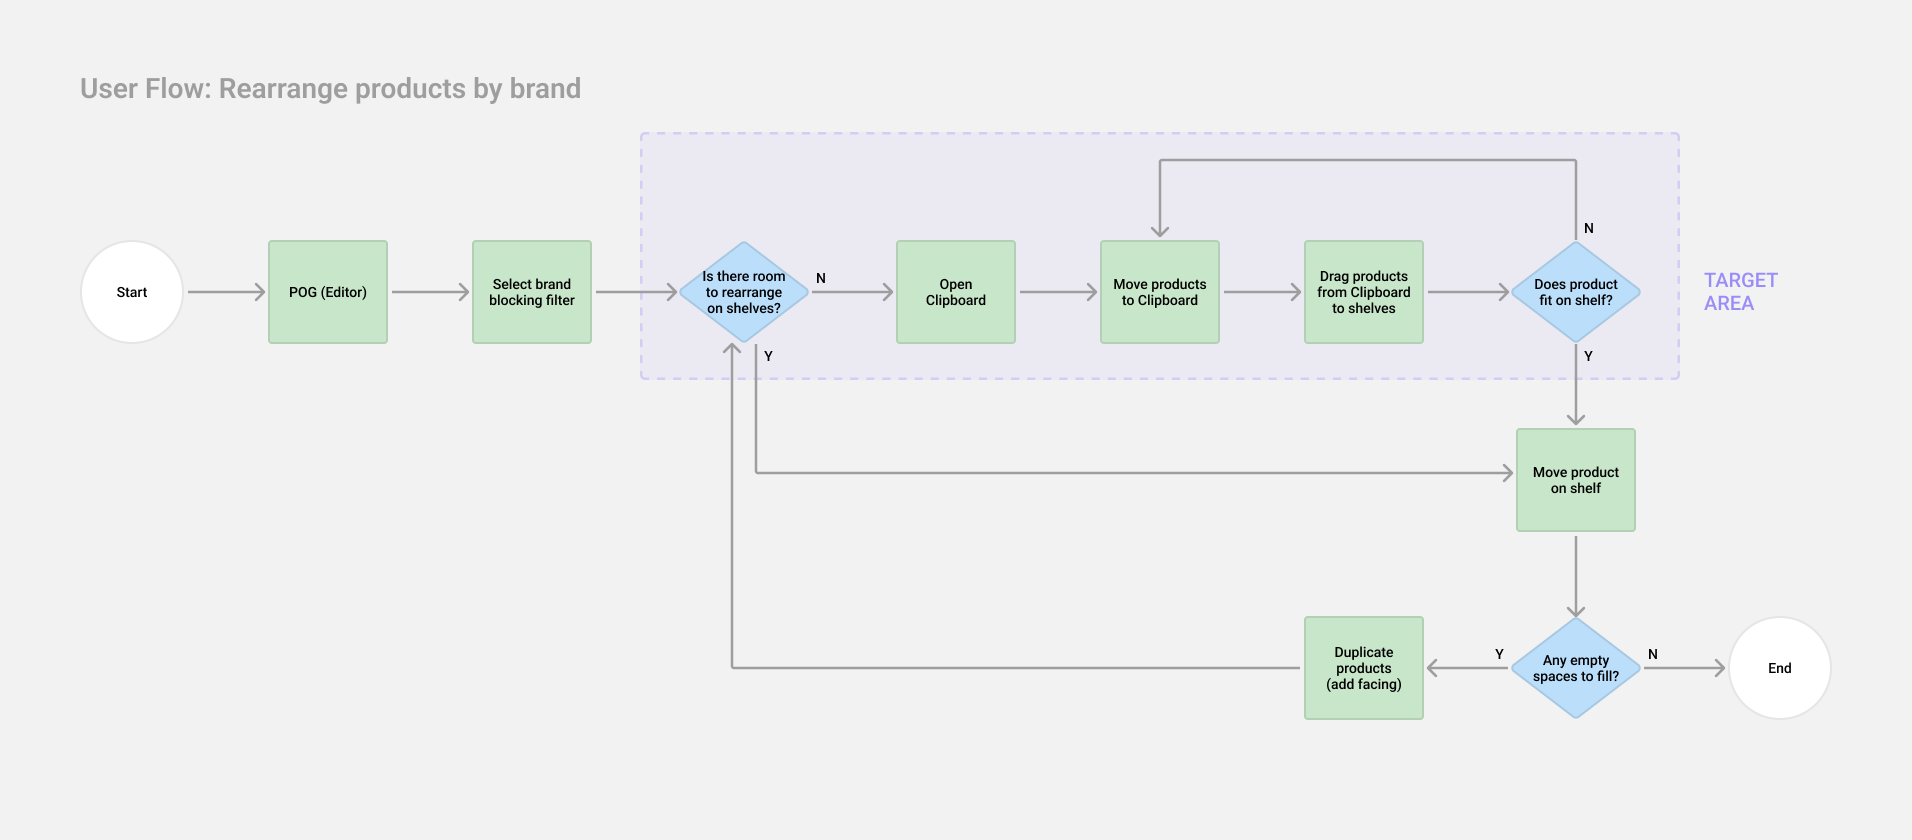 User Flow: Rearrange products by brand
Start
POG (Editor)
Select brand
blocking filter
Is there room
to rearrange
on shelves?
N
Y
Open
Clipboard
Move products
to Clipboard
Drag products
from Clipboard
to shelves
Does product
fit on shelf?
N
Y
TARGET
AREA
Move product
on shelf
Any empty
spaces to fill?
Y
N
Duplicate
products
(add facing)
End